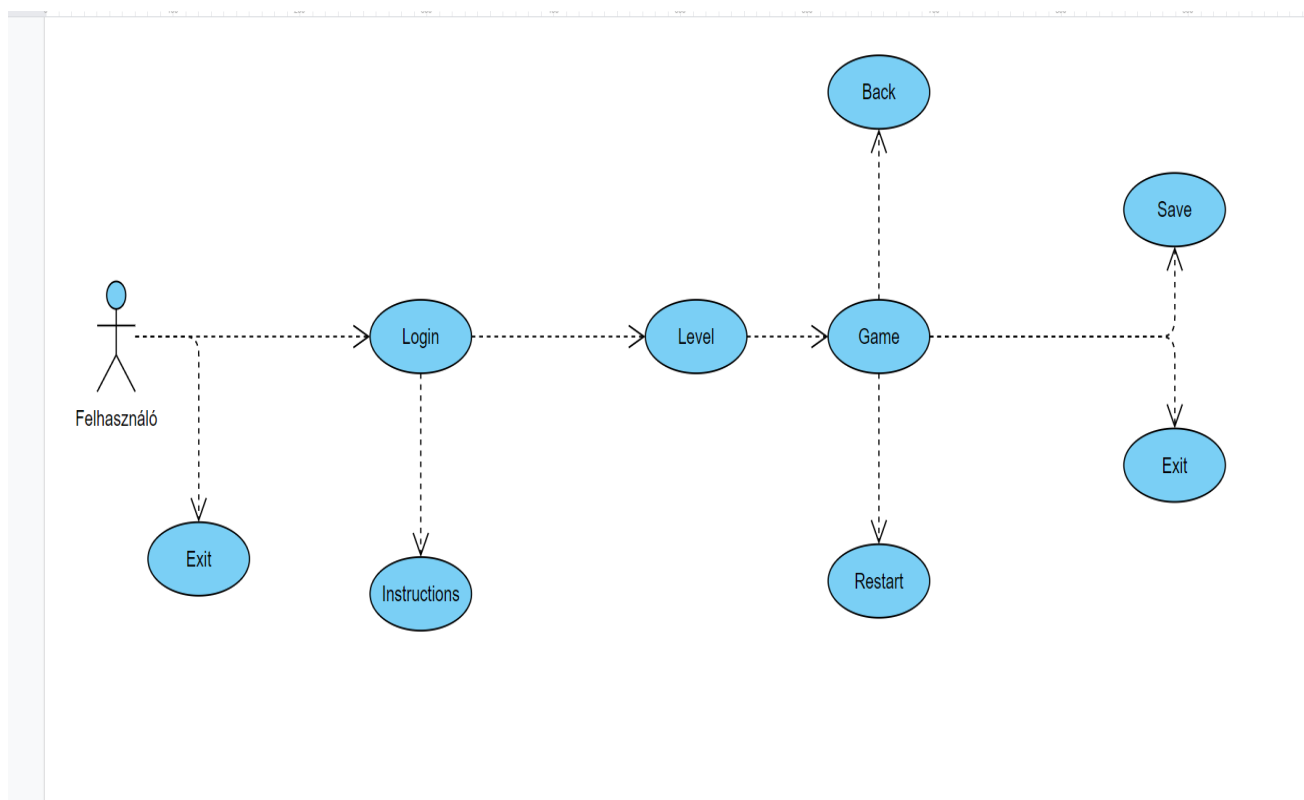 Back
Save
Login
Level
Game
Felhasználó
Exit
Exit
Instructions
Restart